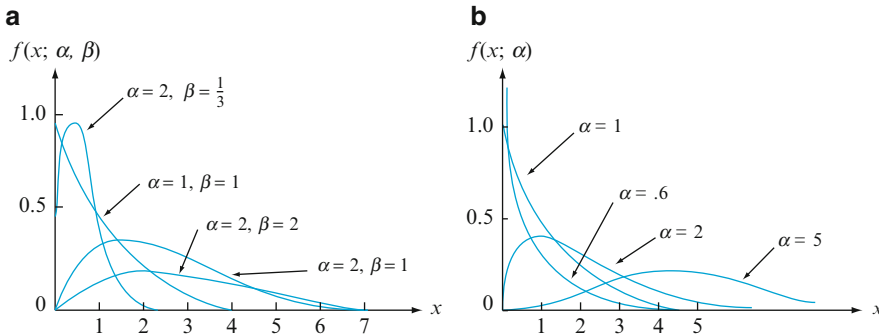 a
f(x; α, β)
α = 2, β = 1/3
1.0
α = 1, β = 1
0.5
α = 2, β = 2
α = 2, β = 1
0
1 2 3 4 5 6 7 x
b
f(x; α)
1.0
α = 1
α = .6
0.5
α = 2
α = 5
0
1 2 3 4 5 x